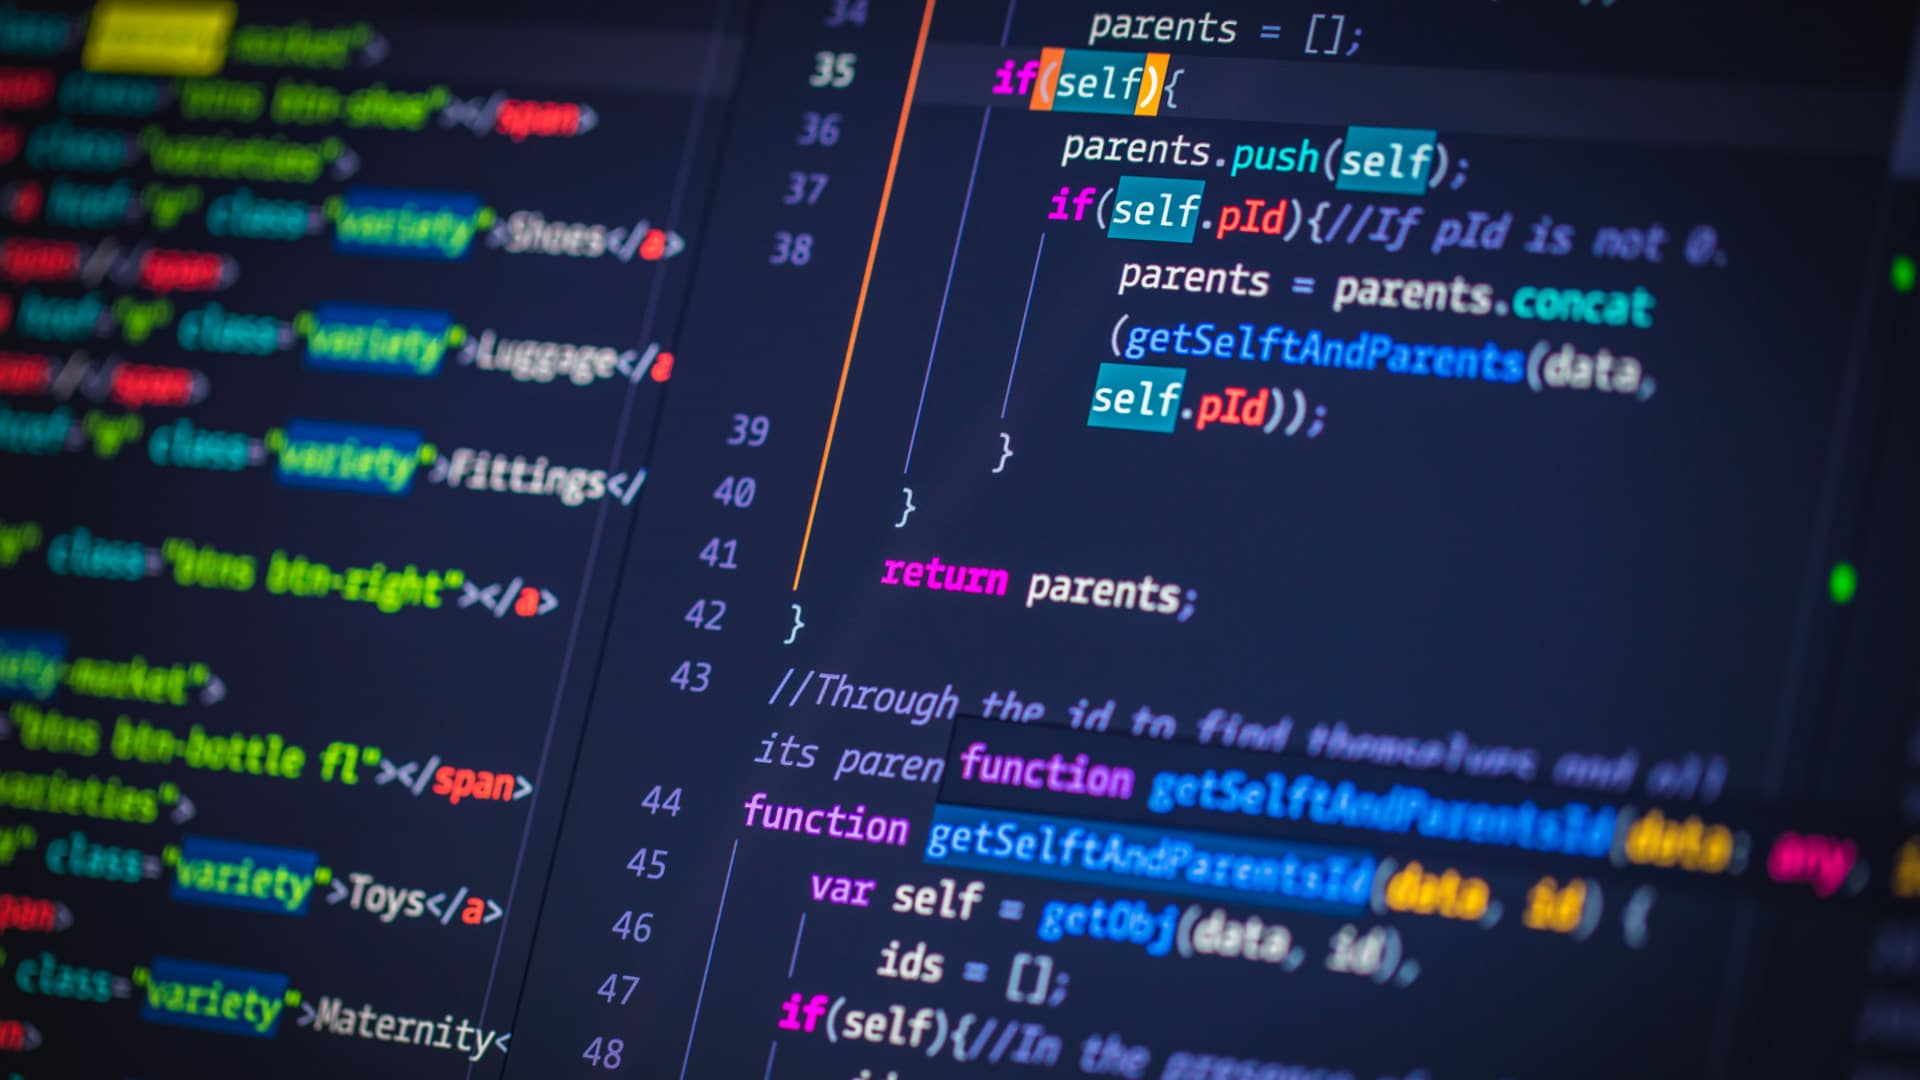 market">
class="btns btn-shoe"></span>
class="varieties">
a href="#" class="variety">Shoes</a>
span>/</span>
href="#" class="variety">Luggage</a
span>/</span>
href="#" class="variety">Fittings</
class="btns btn-right"></a>
market">
"btns btn-bottle fl"></span>
varieties">
class="variety">Toys</a>
pan>
class="variety">Maternity<
34
parents = [];
35 if(self){
36 parents.push(self);
37 if(self.pId){//If pId is not 0.
38 parents = parents.concat
(getSelftAndParents(data,
self.pId));
39 }
40 }
41 return parents;
42 }
43 //Through the id to find themselves and all
its paren
function getSelftAndParentsId(data: any,
44 function getSelftAndParentsId(data, id) {
45 var self = getObj(data, id),
46 ids = [];
47 if(self){//In the presence of
48